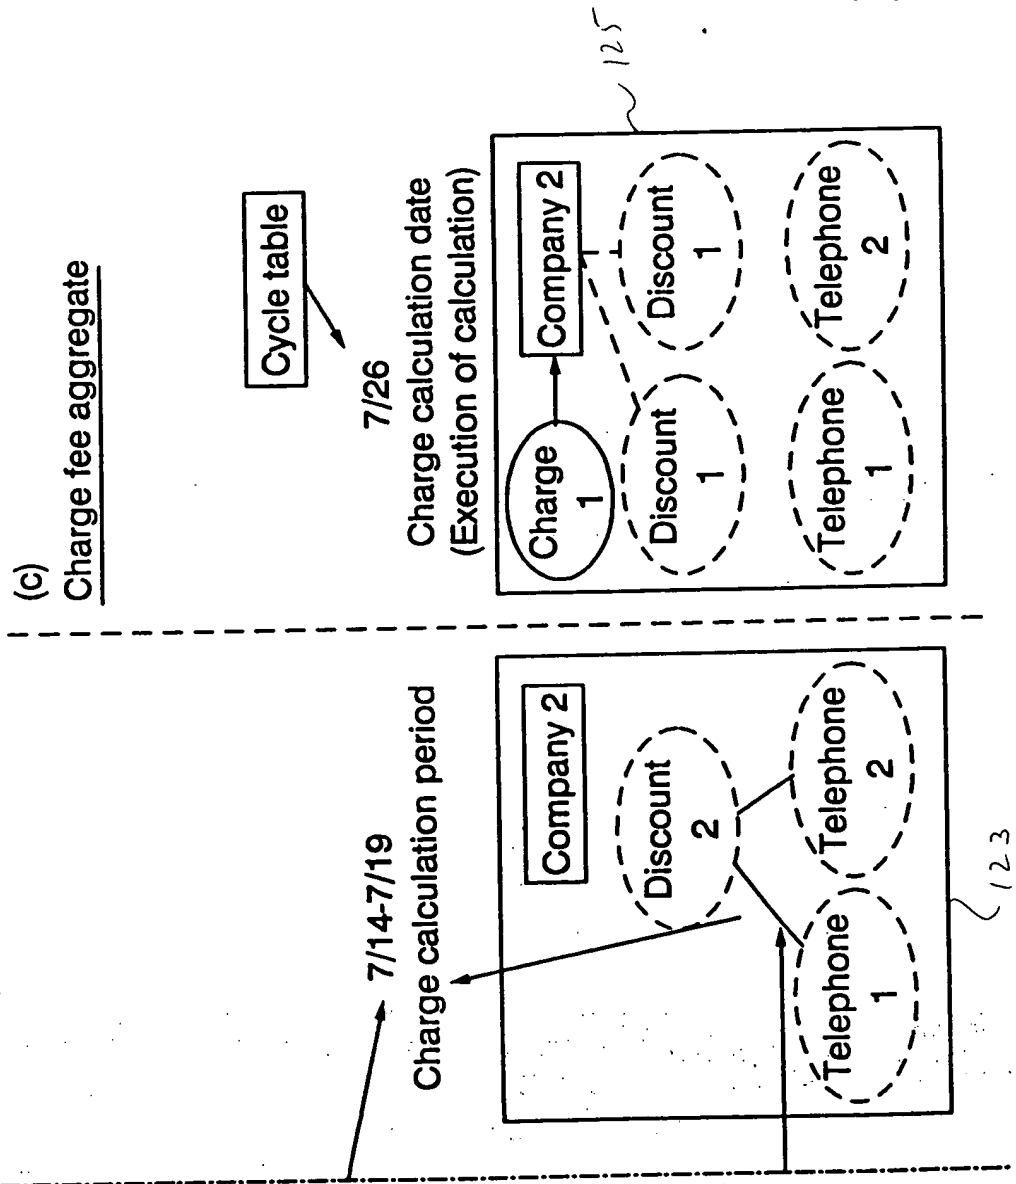 7/14-7/19
Charge calculation period
Company 2
Discount
2
Telephone
1
Telephone
2
123
(c)
Charge fee aggregate
Cycle table
7/26
Charge calculation date
(Execution of calculation)
Charge
1
Company 2
Discount
1
Discount
1
Telephone
1
Telephone
2
125